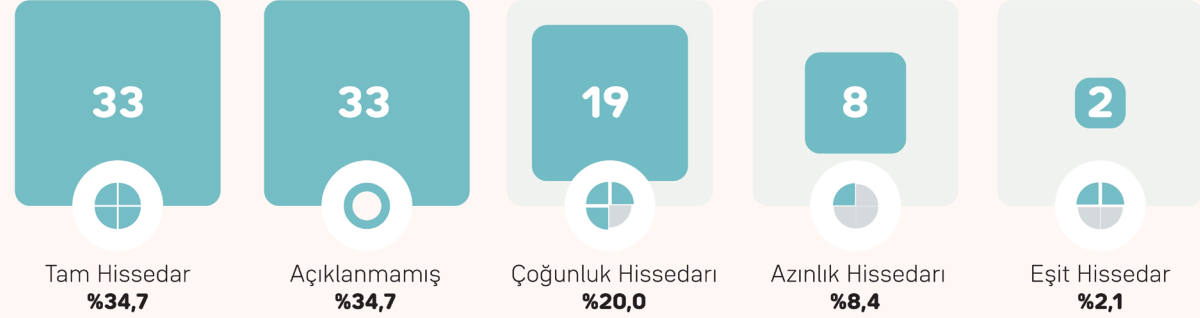 33
33
19
8
2
Tam Hissedar
%34,7
Açıklanmamış
%34,7
Çoğunluk Hissedarı
%20,0
Azınlık Hissedarı
%8,4
Eşit Hissedar
%2,1